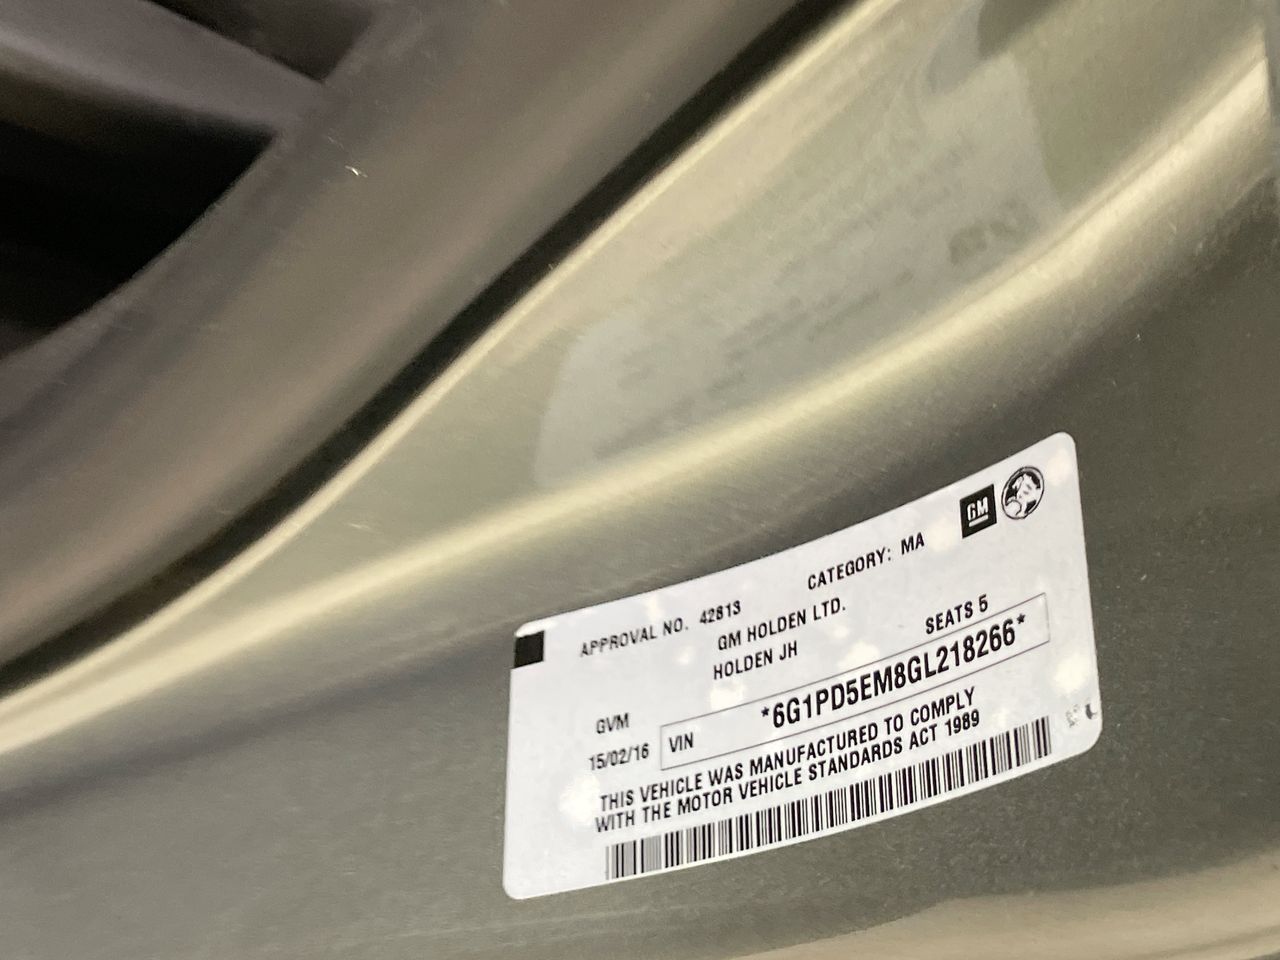 APPROVAL NO. 42813
CATEGORY: MA
GM
GM HOLDEN LTD.
HOLDEN JH
SEATS 5
GVM
15/02/16
VIN
*6G1PD5EM8GL218266*
THIS VEHICLE WAS MANUFACTURED TO COMPLY
WITH THE MOTOR VEHICLE STANDARDS ACT 1989